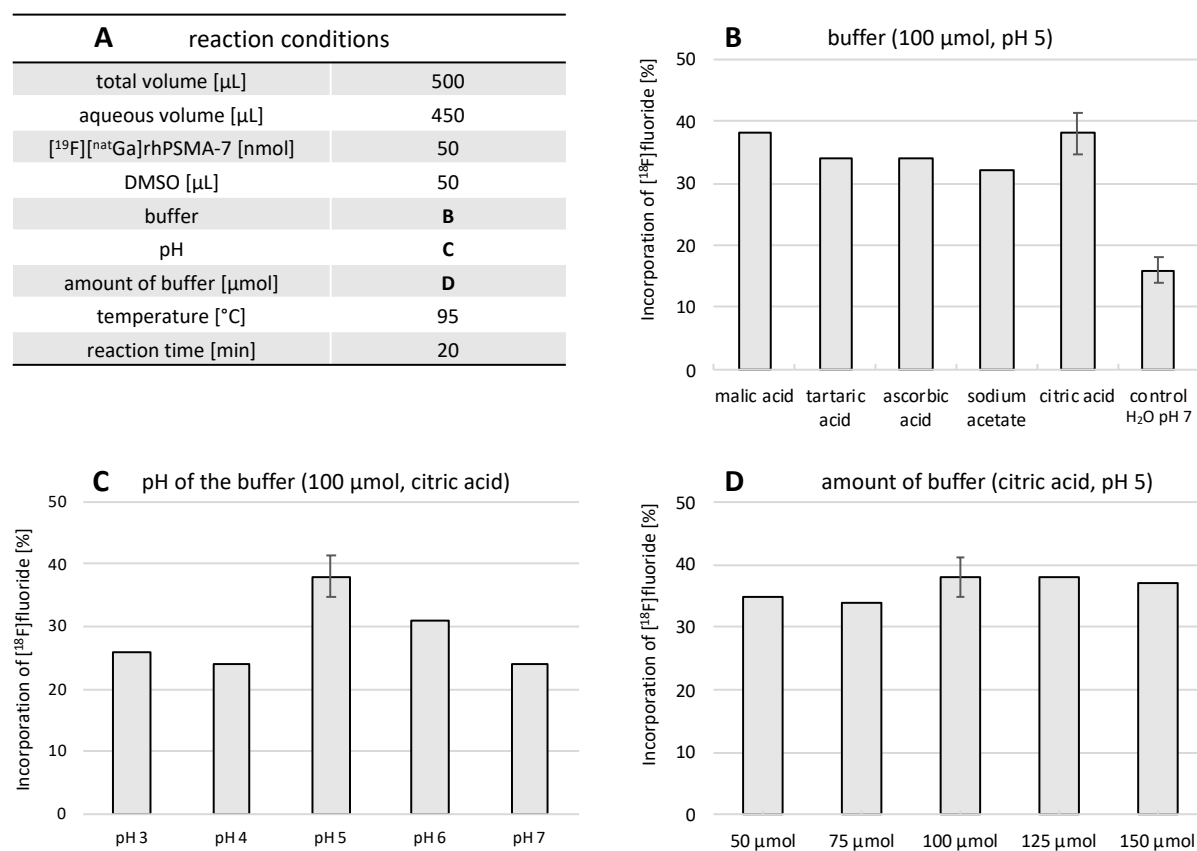 A reaction conditions
total volume [µL] 500
aqueous volume [µL] 450
[¹⁹F][ⁿᵃᵗGa]rhPSMA-7 [nmol] 50
DMSO [µL] 50
buffer B
pH C
amount of buffer [µmol] D
temperature [°C] 95
reaction time [min] 20
B buffer (100 µmol, pH 5)
Incorporation of [¹⁸F]fluoride [%]
50
40
30
20
10
0
malic acid
tartaric
acid
ascorbic
acid
sodium
acetate
citric acid
control
H₂O pH 7
C pH of the buffer (100 µmol, citric acid)
Incorporation of [¹⁸F]fluoride [%]
50
40
30
20
10
0
pH 3 pH 4 pH 5 pH 6 pH 7
D amount of buffer (citric acid, pH 5)
Incorporation of [¹⁸F]fluoride [%]
50
40
30
20
10
0
50 µmol 75 µmol 100 µmol 125 µmol 150 µmol